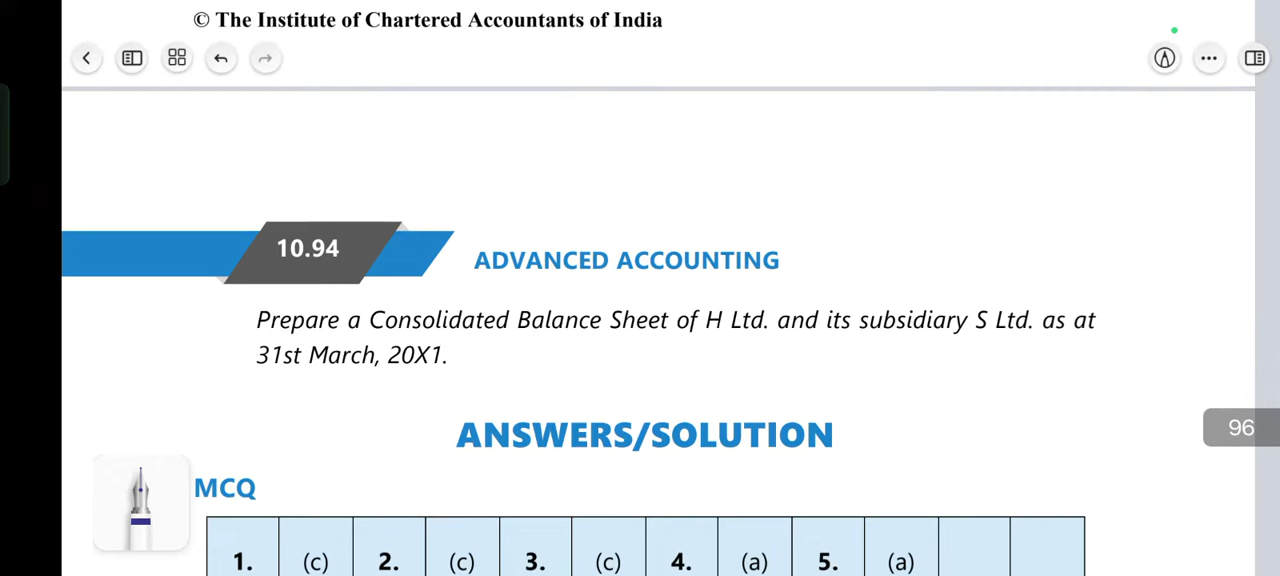 © The Institute of Chartered Accountants of India
10.94
ADVANCED ACCOUNTING
Prepare a Consolidated Balance Sheet of H Ltd. and its subsidiary S Ltd. as at
31st March, 20X1.
96
ANSWERS/SOLUTION
MCQ
1. (c) 2. (c) 3. (c) 4. (a) 5. (a)